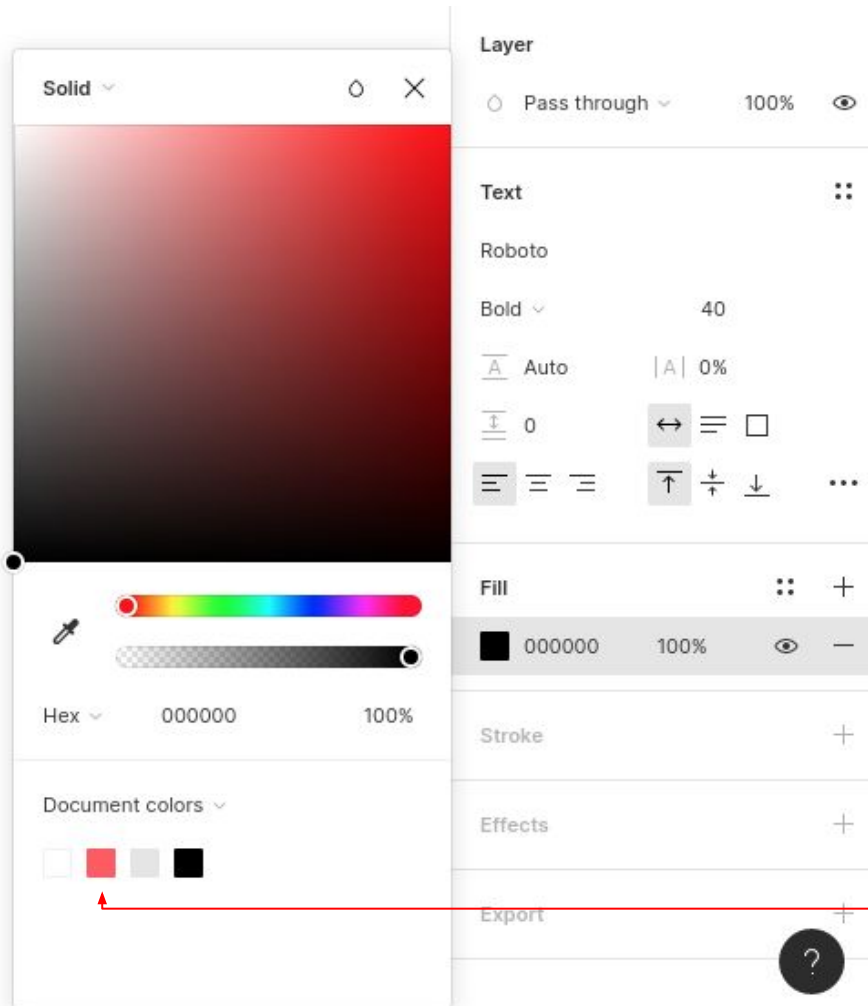 Solid
Hex 000000 100%
Document colors
Layer
Pass through 100%
Text
Roboto
Bold 40
A Auto |A| 0%
0
Fill
000000 100%
Stroke
Effects
Export
?